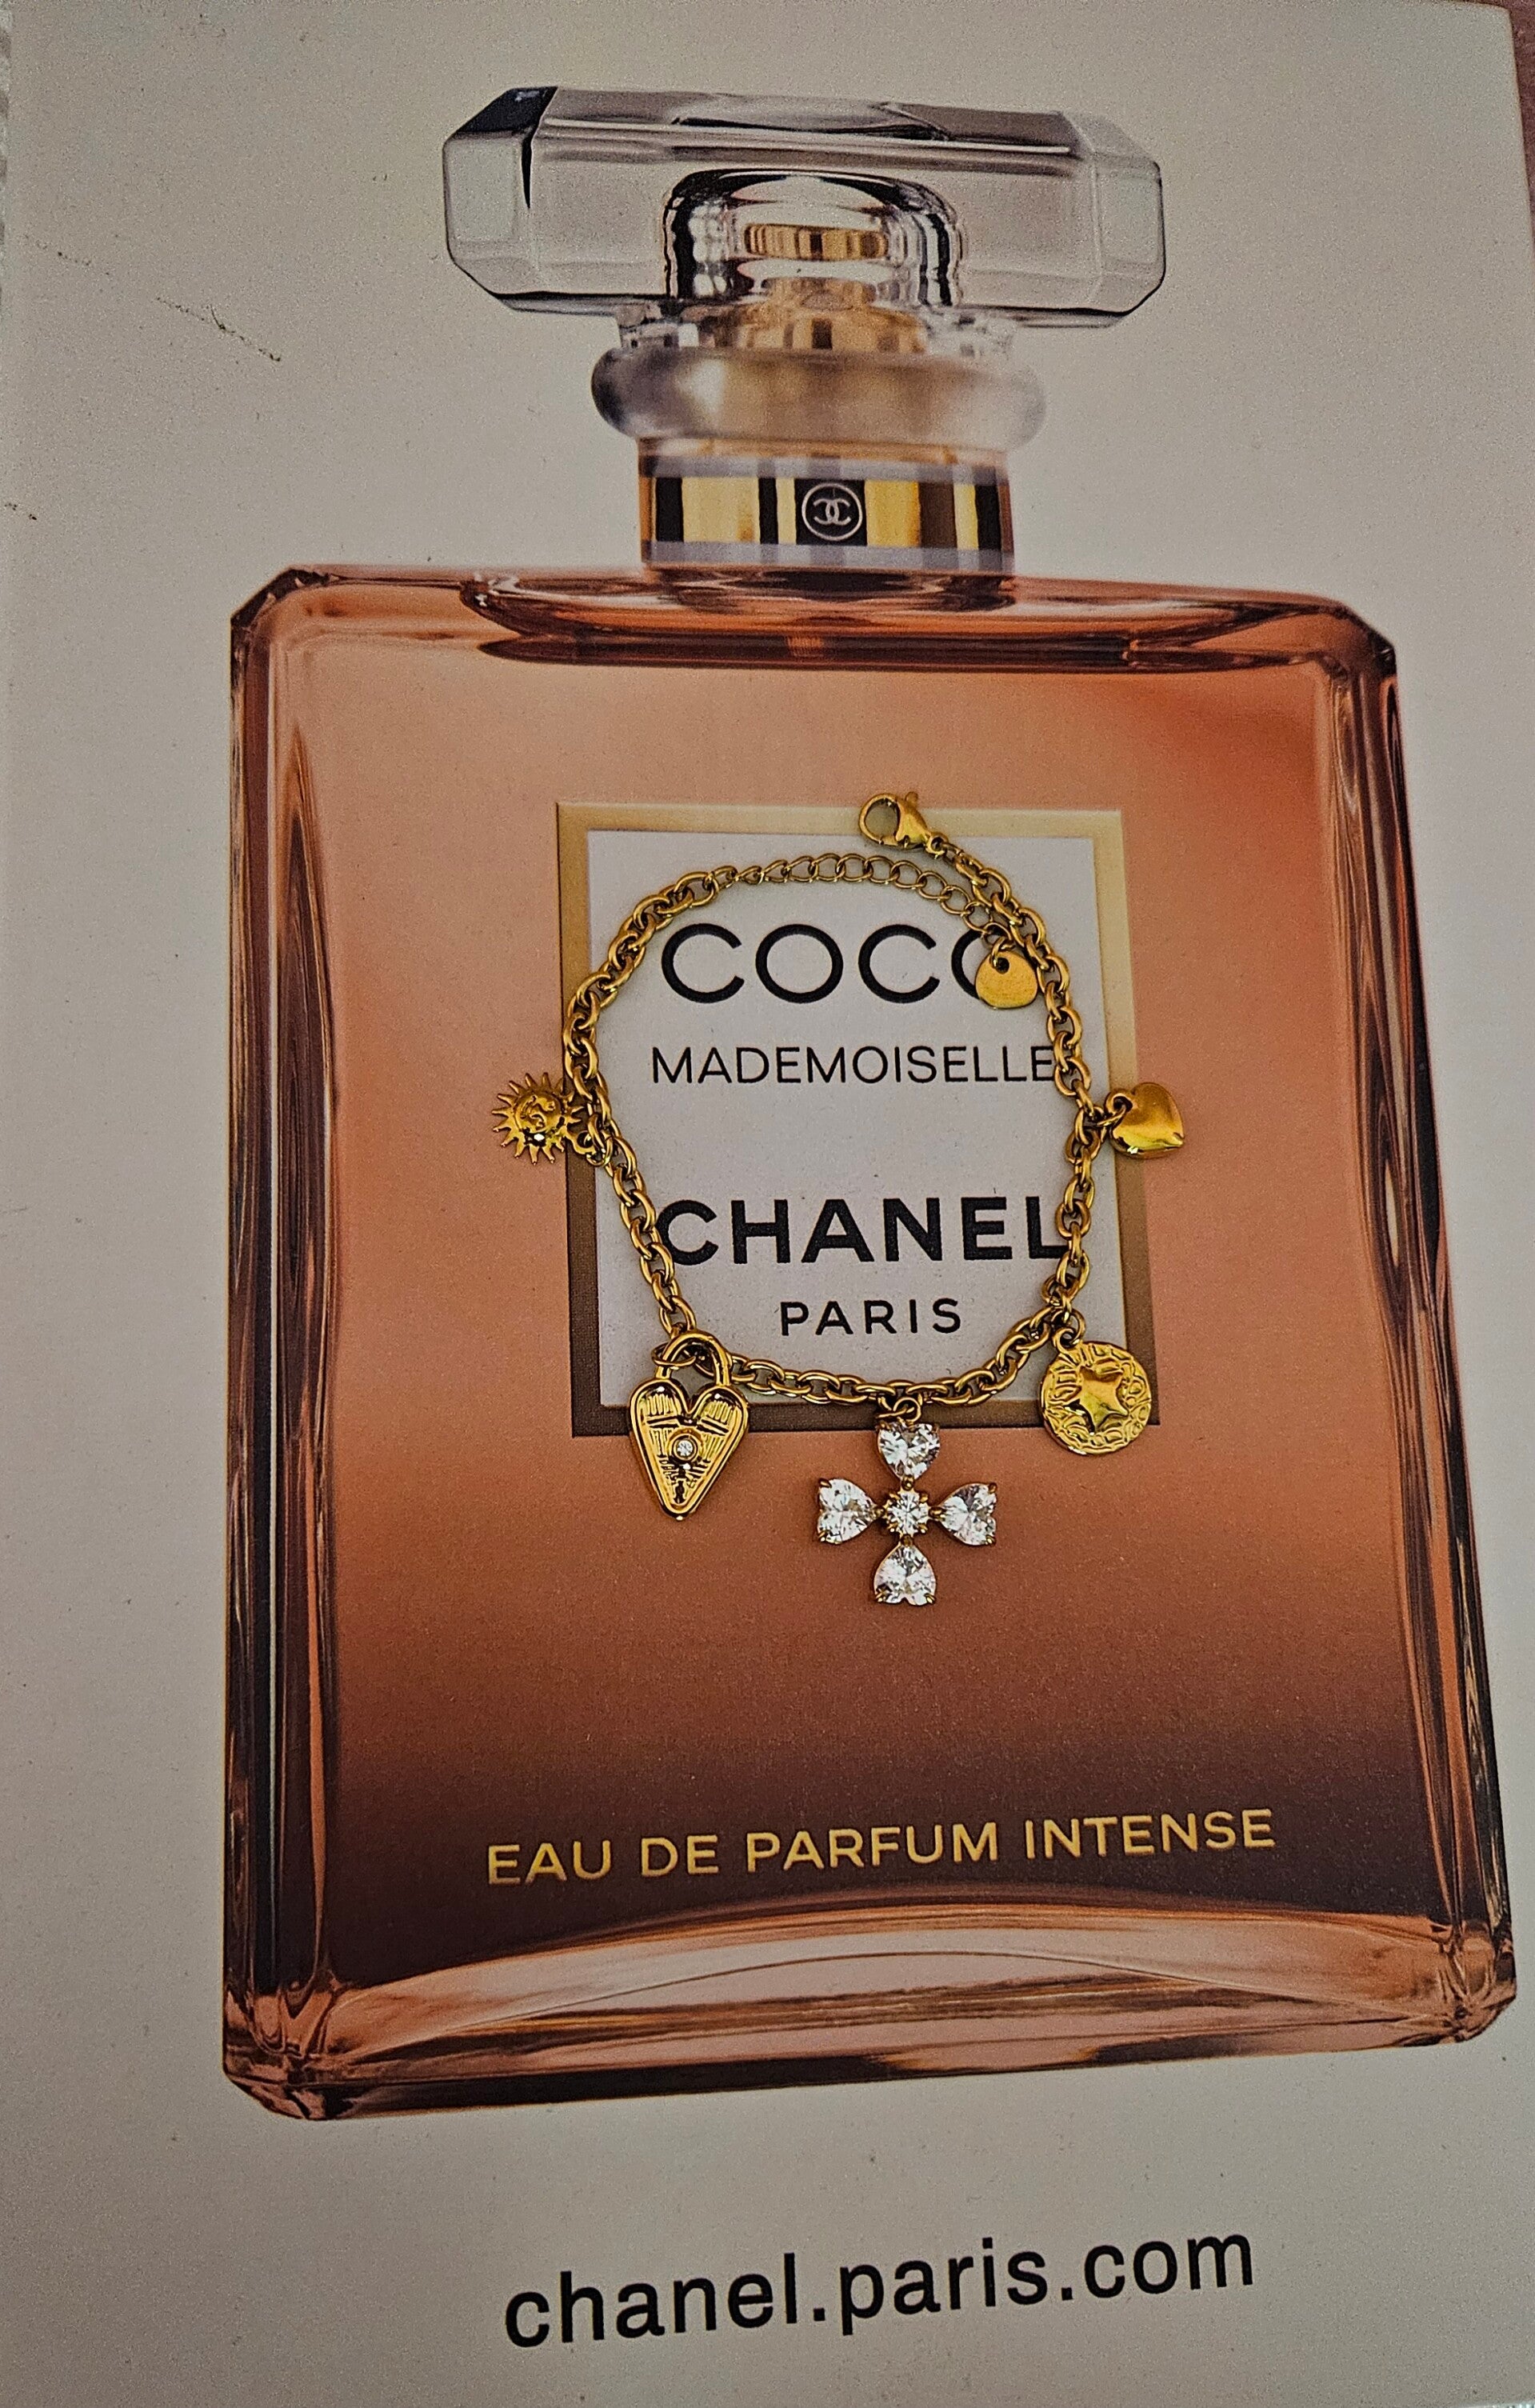 COCO
MADEMOISELLE
CHANEL
PARIS
EAU DE PARFUM INTENSE
chanel.paris.com